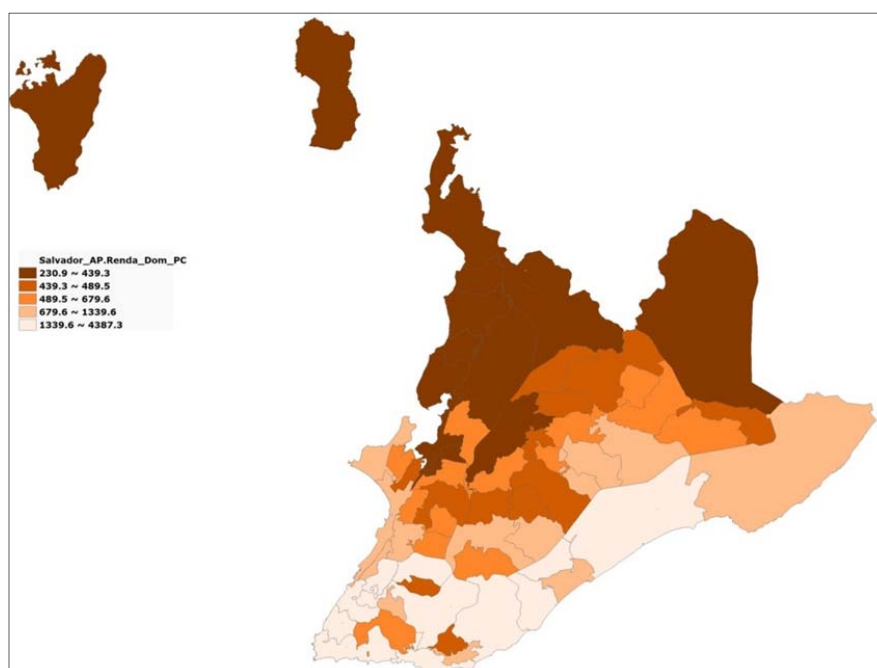 Salvador_AP.Renda_Dom_PC
230.9 ~ 439.3
439.3 ~ 489.5
489.5 ~ 679.6
679.6 ~ 1339.6
1339.6 ~ 4387.3